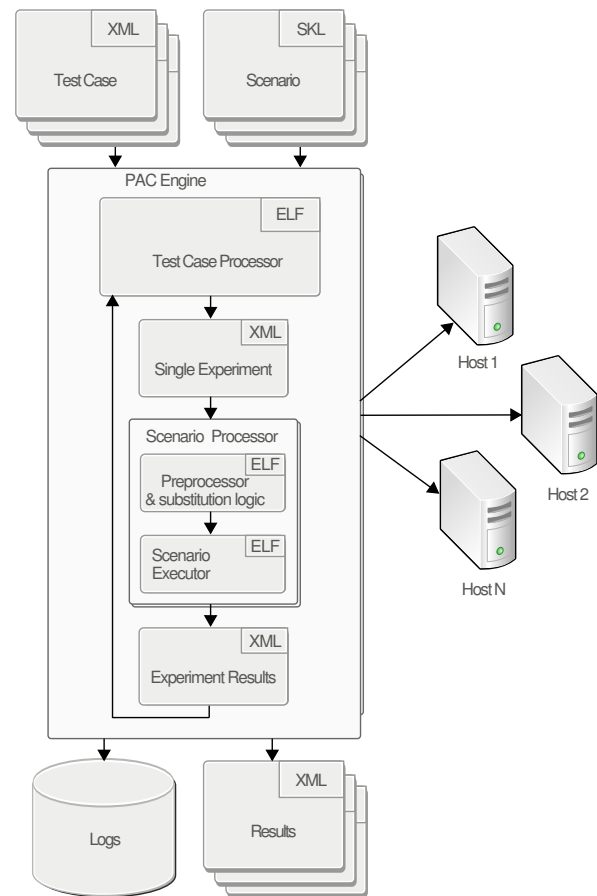 XML
Test Case
SKL
Scenario
PAC Engine
ELF
Test Case Processor
XML
Single Experiment
Scenario Processor
ELF
Preprocessor
& substitution logic
ELF
Scenario
Executor
XML
Experiment Results
Host 1
Host 2
Host N
Logs
XML
Results